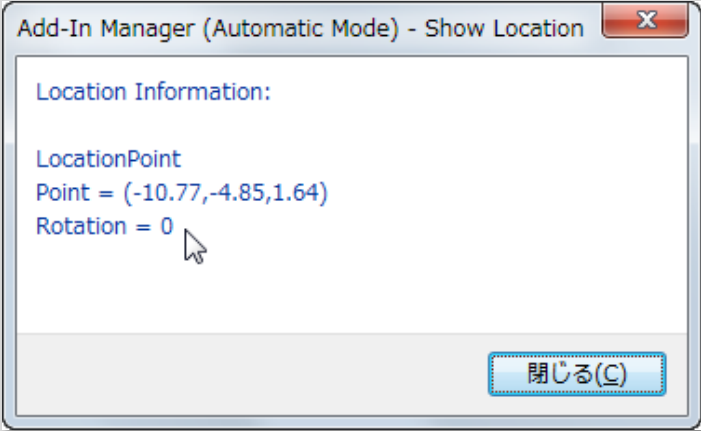 Add-In Manager (Automatic Mode) - Show Location
Location Information:
LocationPoint
Point = (-10.77,-4.85,1.64)
Rotation = 0
閉じる(C)